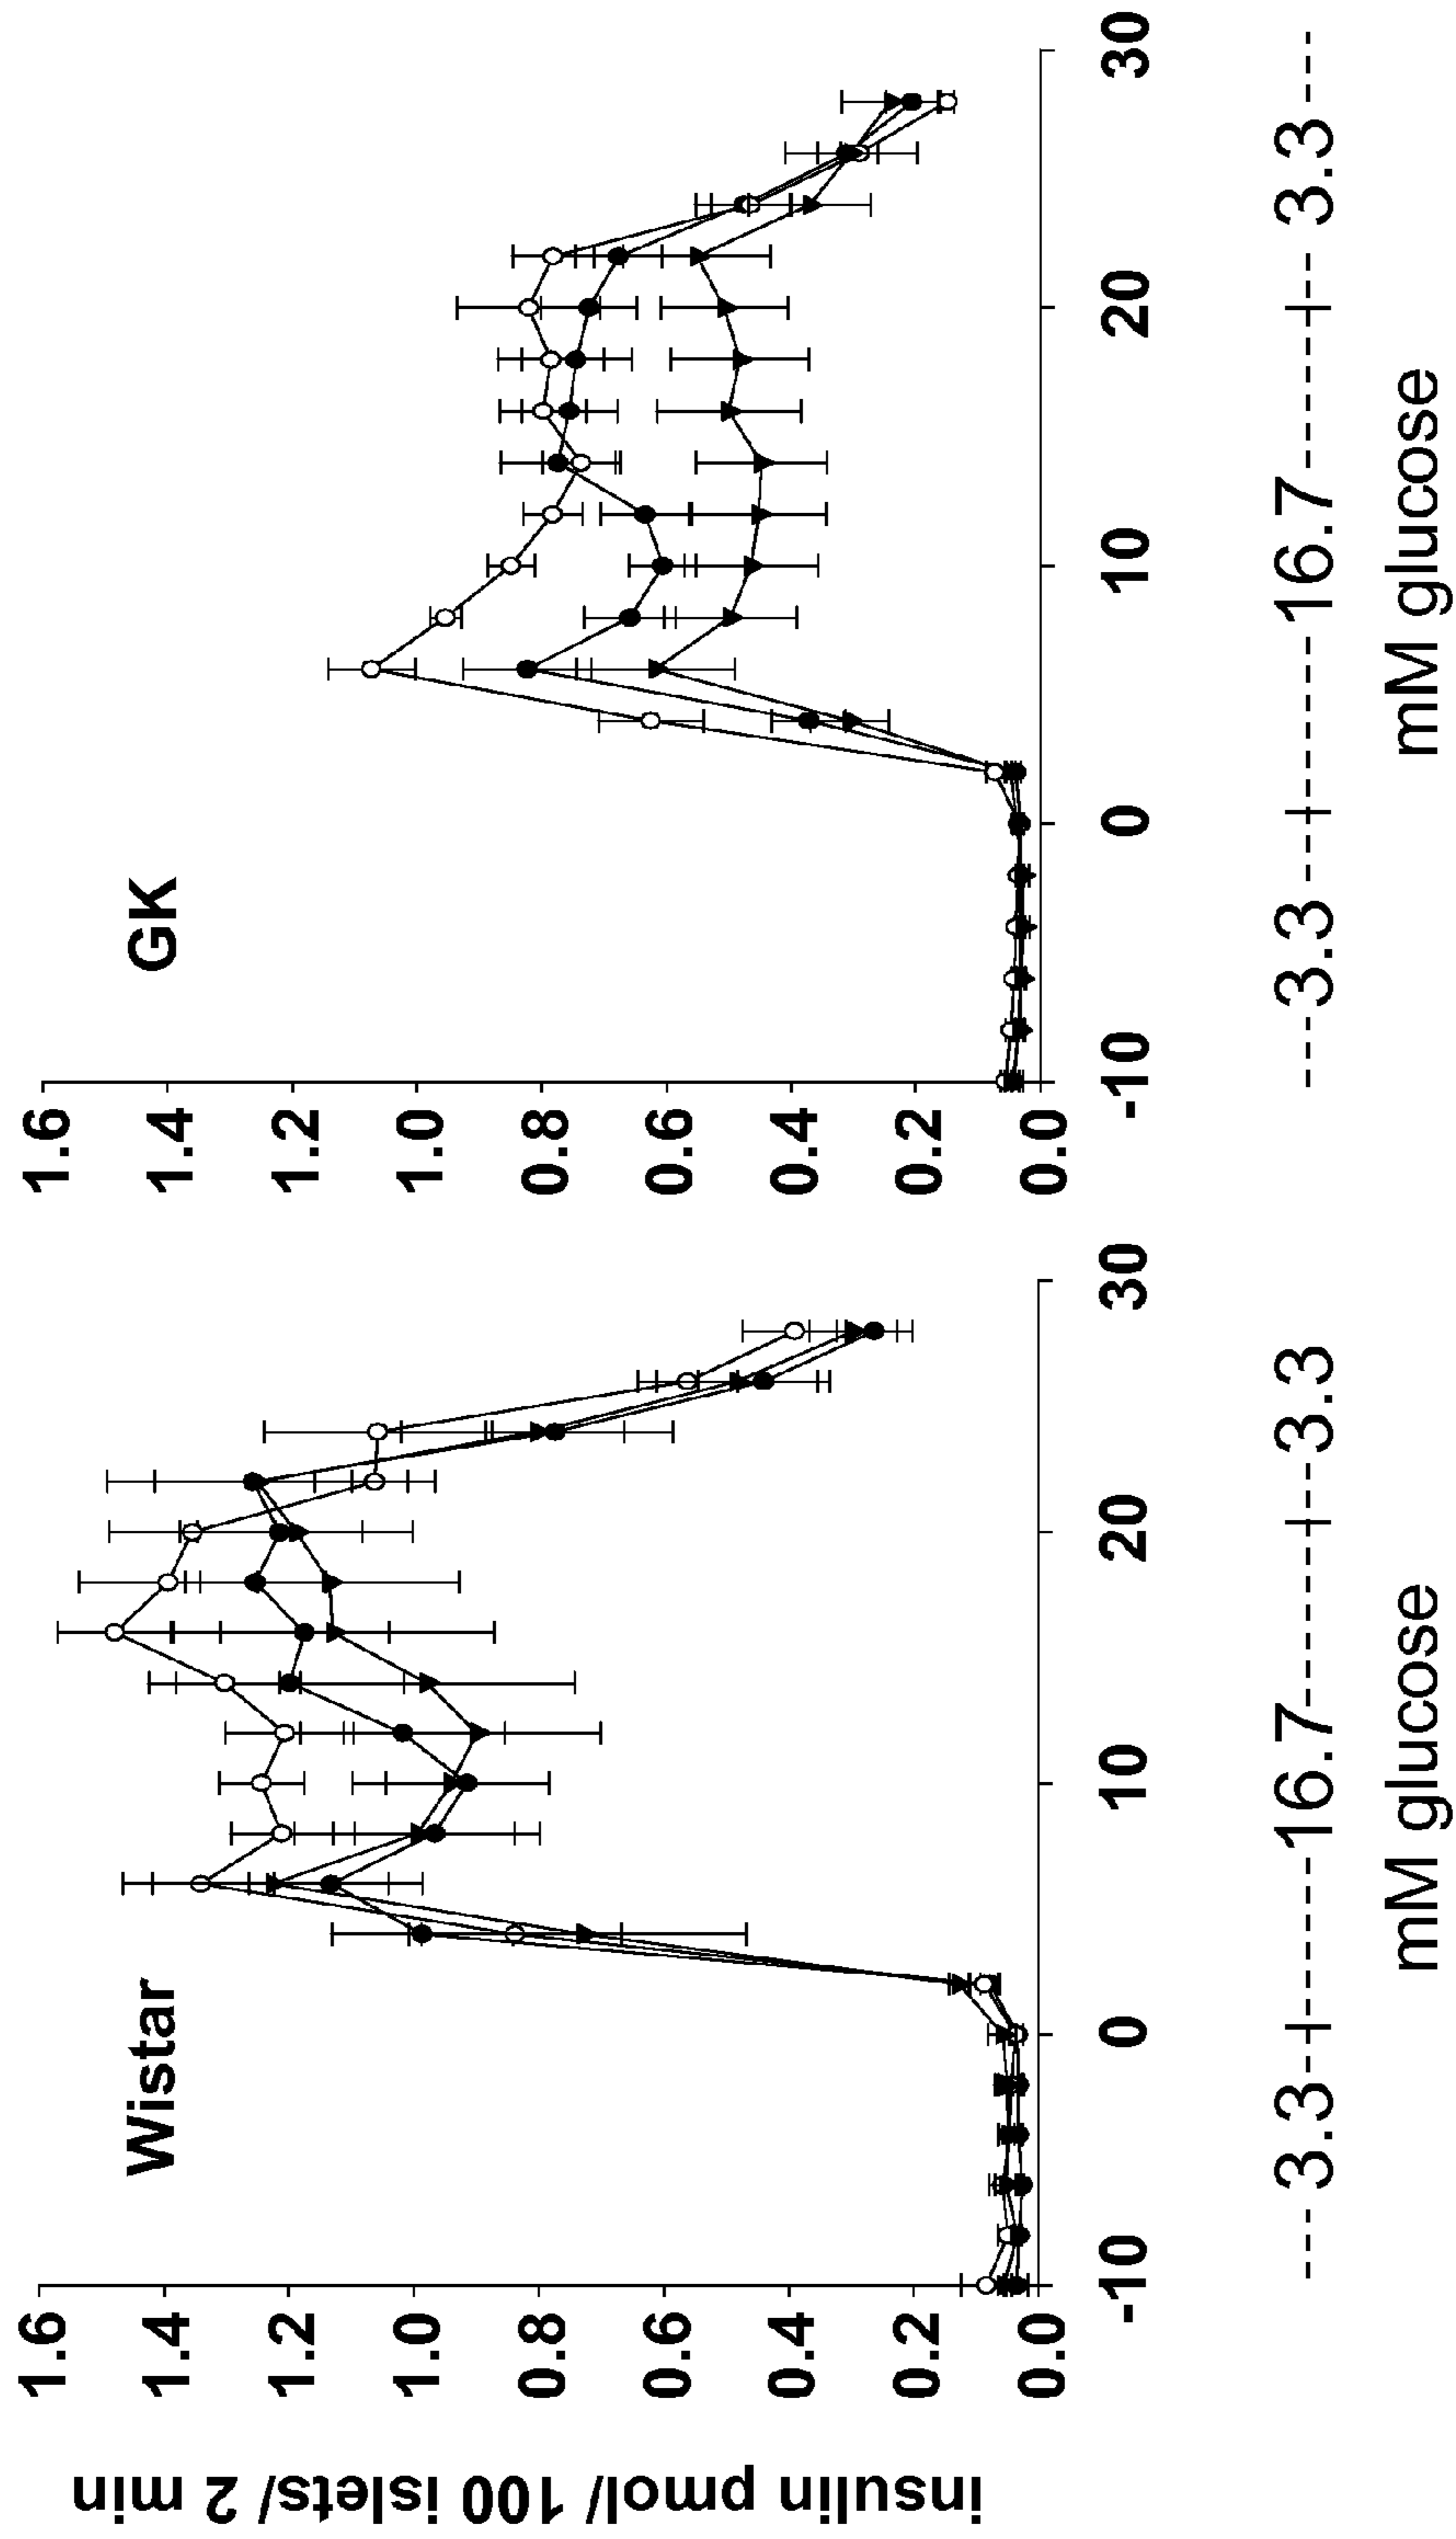 Wistar
GK
insulin pmol/ 100 islets/ 2 min
1.6
1.4
1.2
1.0
0.8
0.6
0.4
0.2
0.0
-10 0 10 20 30
---3.3--|------16.7-------|--3.3
mM glucose
1.6
1.4
1.2
1.0
0.8
0.6
0.4
0.2
0.0
-10 0 10 20 30
---3.3 --|------16.7------|--3.3 ---
mM glucose